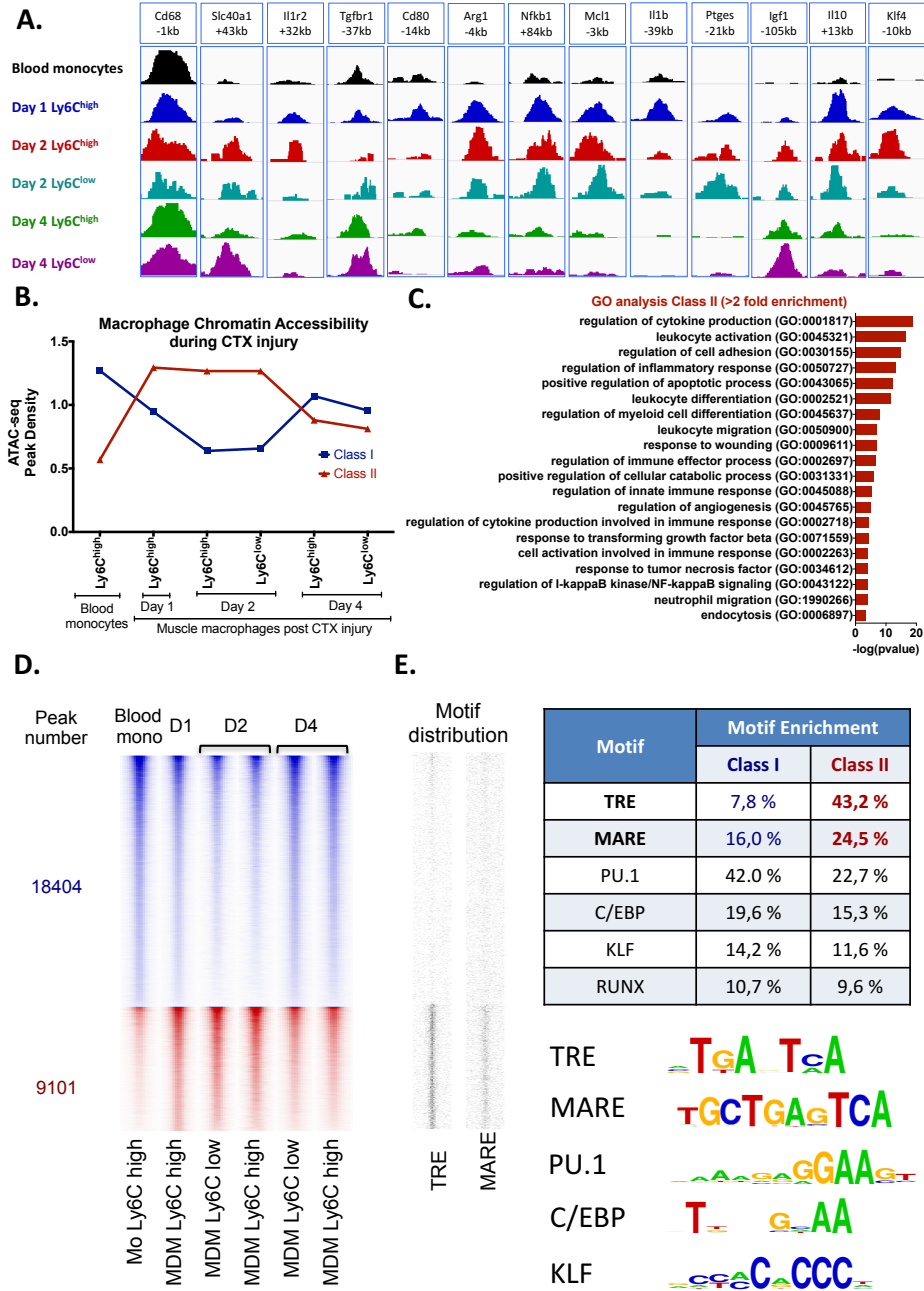 A.
Cd68 Slc40a1 Il1r2 Tgfbr1 Cd80 Arg1 Nfkb1 Mcl1 Il1b Ptges Igf1 Il10 Klf4
-1kb +43kb +32kb -37kb -14kb -4kb +84kb -3kb -39kb -21kb -105kb +13kb -10kb
Blood monocytes
Day 1 Ly6Chigh
Day 2 Ly6Chigh
Day 2 Ly6Clow
Day 4 Ly6Chigh
Day 4 Ly6Clow
B.
Macrophage Chromatin Accessibility
during CTX injury
ATAC-seq
Peak Density
1.5
1.0
0.5
0.0
Class I
Class II
Ly6Chigh Ly6Chigh Ly6Chigh Ly6Clow Ly6Chigh Ly6Clow
Blood
monocytes
Day 1 Day 2 Day 4
Muscle macrophages post CTX injury
C.
GO analysis Class II (>2 fold enrichment)
regulation of cytokine production (GO:0001817)
leukocyte activation (GO:0045321)
regulation of cell adhesion (GO:0030155)
regulation of inflammatory response (GO:0050727)
positive regulation of apoptotic process (GO:0043065)
leukocyte differentiation (GO:0002521)
regulation of myeloid cell differentiation (GO:0045637)
leukocyte migration (GO:0050900)
response to wounding (GO:0009611)
regulation of immune effector process (GO:0002697)
positive regulation of cellular catabolic process (GO:0031331)
regulation of innate immune response (GO:0045088)
regulation of angiogenesis (GO:0045765)
regulation of cytokine production involved in immune response (GO:0002718)
response to transforming growth factor beta (GO:0071559)
cell activation involved in immune response (GO:0002263)
response to tumor necrosis factor (GO:0034612)
regulation of I-kappaB kinase/NF-kappaB signaling (GO:0043122)
neutrophil migration (GO:1990266)
endocytosis (GO:0006897)
0 10 20
-log(pvalue)
D.
Peak
number
Blood
mono
D1 D2 D4
18404
9101
Mo Ly6C high
MDM Ly6C high
MDM Ly6C low
MDM Ly6C high
MDM Ly6C low
MDM Ly6C high
E.
Motif
distribution
TRE
MARE
Motif Motif Enrichment
Class I Class II
TRE 7,8 % 43,2 %
MARE 16,0 % 24,5 %
PU.1 42.0 % 22,7 %
C/EBP 19,6 % 15,3 %
KLF 14,2 % 11,6 %
RUNX 10,7 % 9,6 %
TRE TGA TCA
MARE TGCTGAGTCA
PU.1 AAAGAGGAAGT
C/EBP TT GCAA
KLF CCACACCC